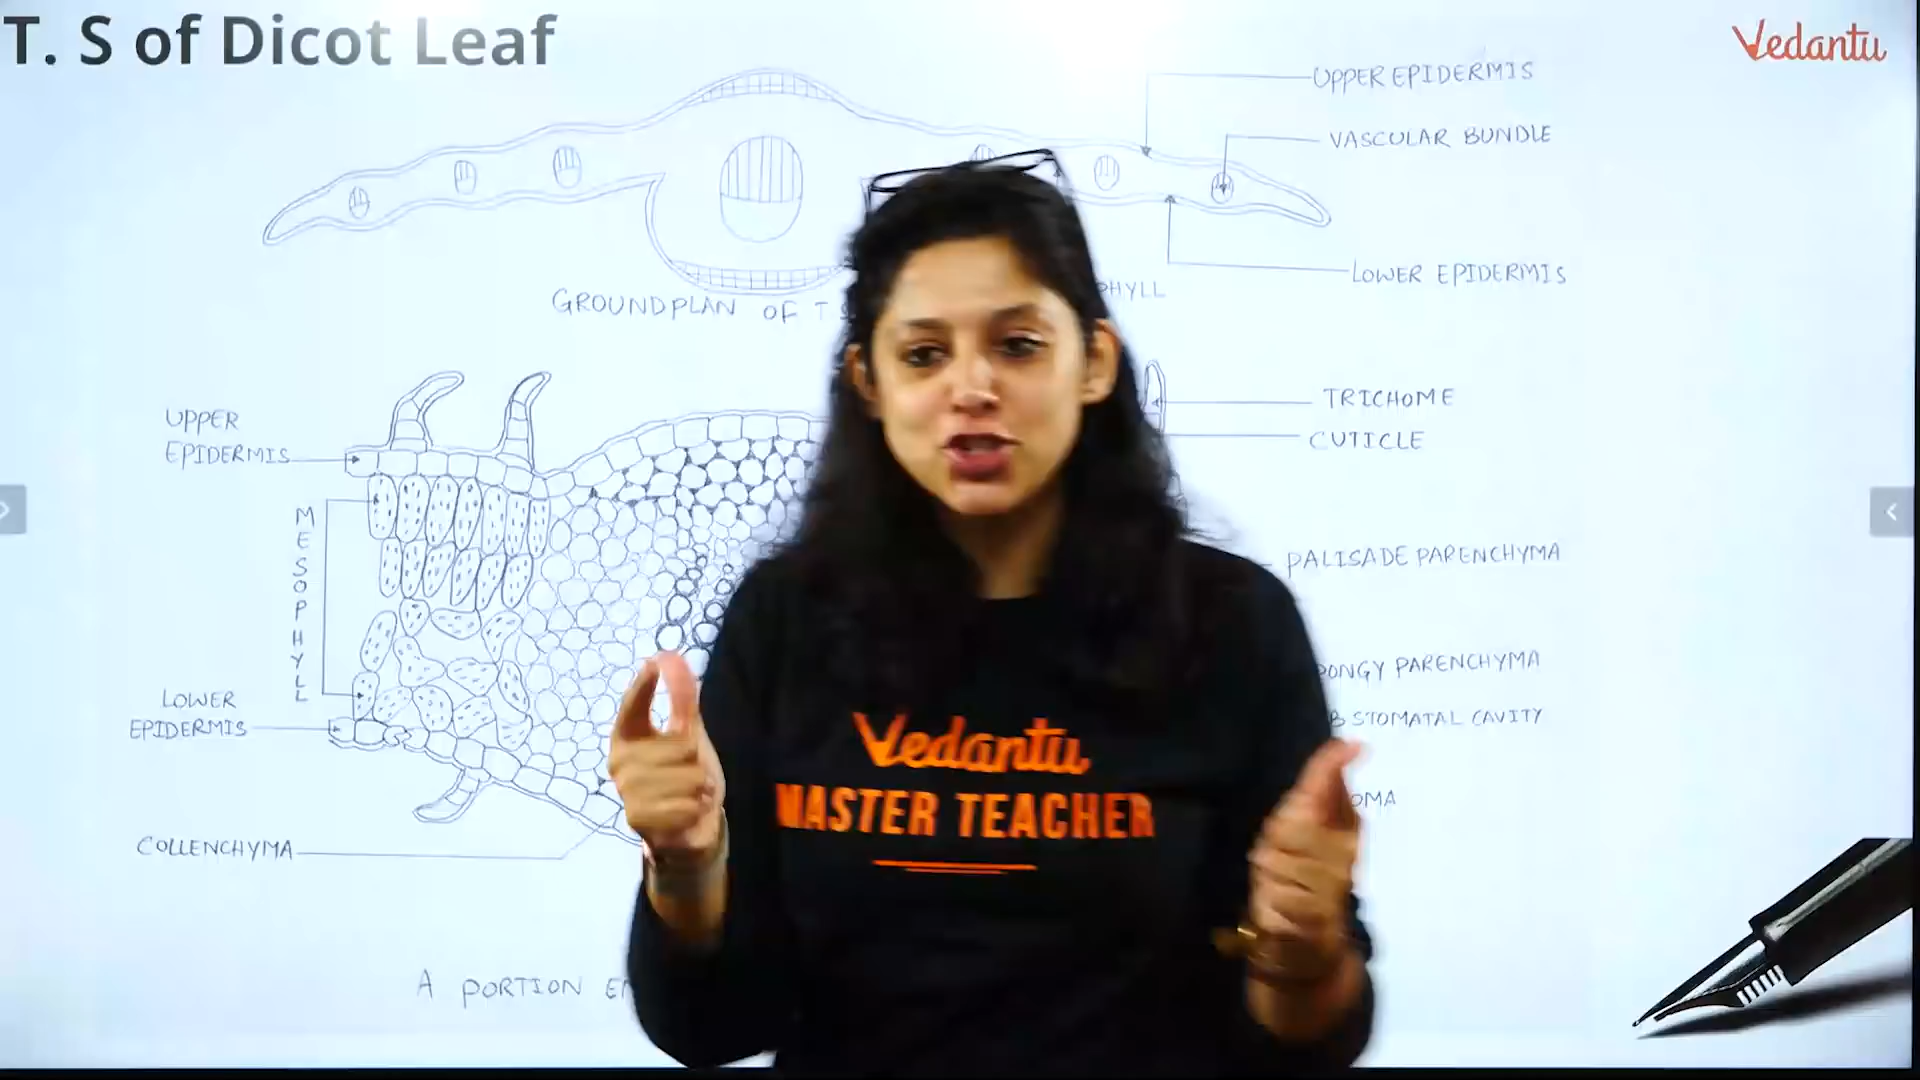 T. S of Dicot Leaf
Vedantu
UPPER EPIDERMIS
VASCULAR BUNDLE
LOWER EPIDERMIS
GROUNDPLAN OF T S
PHYLL
UPPER
EPIDERMIS
TRICHOME
CUTICLE
MESOPHYLL
PALISADE PARENCHYMA
PONGY PARENCHYMA
B STOMATAL CAVITY
LOWER
EPIDERMIS
OMA
COLLENCHYMA
A PORTION
Vedantu
MASTER TEACHER